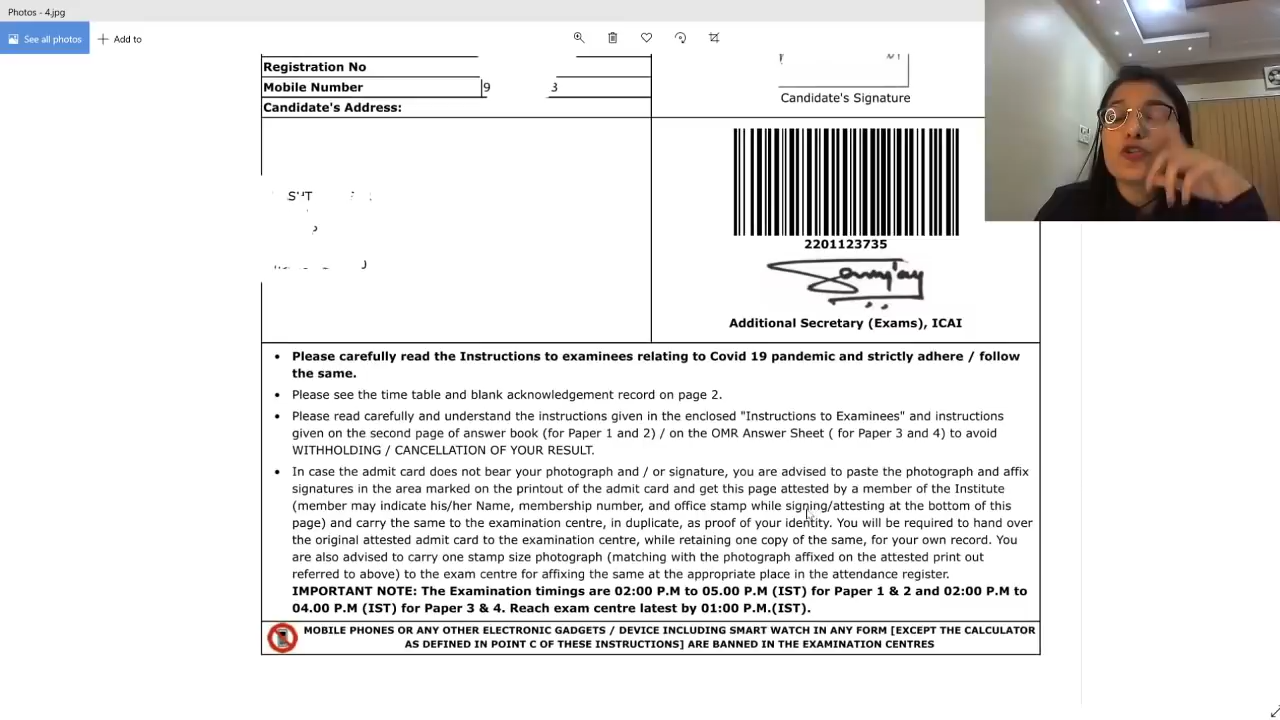 Photos - 4.jpg
See all photos
Add to
Registration No
Mobile Number 9 3
Candidate's Address:
Candidate's Signature
2201123735
Sanjay
Additional Secretary (Exams), ICAI
• Please carefully read the Instructions to examinees relating to Covid 19 pandemic and strictly adhere / follow
the same.
• Please see the time table and blank acknowledgement record on page 2.
• Please read carefully and understand the instructions given in the enclosed "Instructions to Examinees" and instructions
given on the second page of answer book (for Paper 1 and 2) / on the OMR Answer Sheet ( for Paper 3 and 4) to avoid
WITHHOLDING / CANCELLATION OF YOUR RESULT.
• In case the admit card does not bear your photograph and / or signature, you are advised to paste the photograph and affix
signatures in the area marked on the printout of the admit card and get this page attested by a member of the Institute
(member may indicate his/her Name, membership number, and office stamp while signing/attesting at the bottom of this
page) and carry the same to the examination centre, in duplicate, as proof of your identity. You will be required to hand over
the original attested admit card to the examination centre, while retaining one copy of the same, for your own record. You
are also advised to carry one stamp size photograph (matching with the photograph affixed on the attested print out
referred to above) to the exam centre for affixing the same at the appropriate place in the attendance register.
IMPORTANT NOTE: The Examination timings are 02:00 P.M to 05.00 P.M (IST) for Paper 1 & 2 and 02:00 P.M to
04.00 P.M (IST) for Paper 3 & 4. Reach exam centre latest by 01:00 P.M.(IST).
MOBILE PHONES OR ANY OTHER ELECTRONIC GADGETS / DEVICE INCLUDING SMART WATCH IN ANY FORM [EXCEPT THE CALCULATOR
AS DEFINED IN POINT C OF THESE INSTRUCTIONS] ARE BANNED IN THE EXAMINATION CENTRES